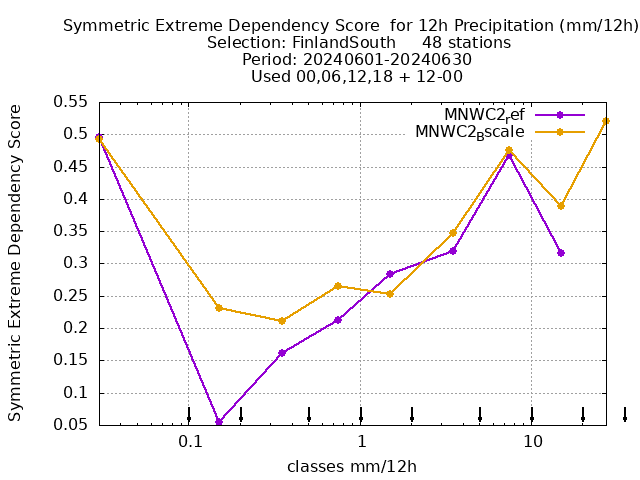 Symmetric Extreme Dependency Score  for 12h Precipitation (mm/12h)
Selection: FinlandSouth     48 stations
Period: 20240601-20240630
Used 00,06,12,18 + 12-00
Symmetric Extreme Dependency Score
0.55
0.5
0.45
0.4
0.35
0.3
0.25
0.2
0.15
0.1
0.05
MNWC2ref
MNWC2Bscale
0.1 1 10
classes mm/12h